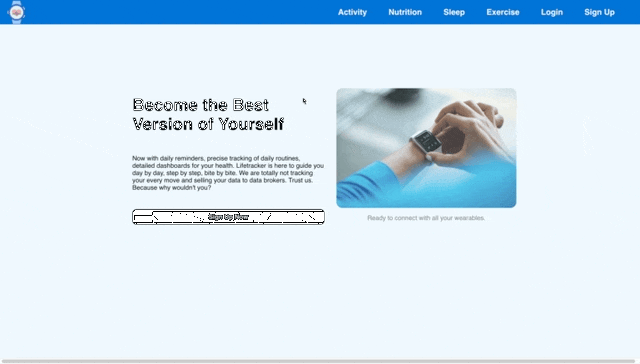 Activity Nutrition Sleep Exercise Login Sign Up
Become the Best
Version of Yourself
Now with daily reminders, precise tracking of daily routines,
detailed dashboards for your health. Lifetracker is here to guide you
day by day, step by step, bite by bite. We are totally not tracking
your every move and selling your data to data brokers. Trust us.
Because why wouldn't you?
Sign Up Now
Ready to connect with all your wearables.